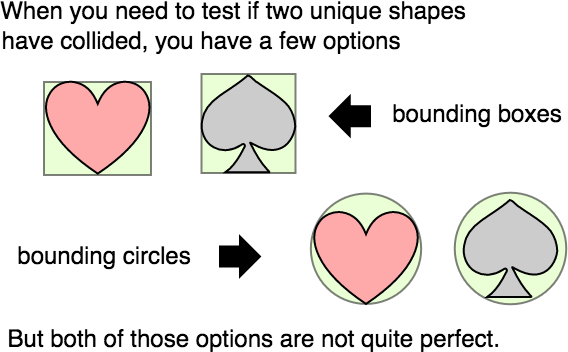 When you need to test if two unique shapes
have collided, you have a few options
bounding boxes
bounding circles
But both of those options are not quite perfect.